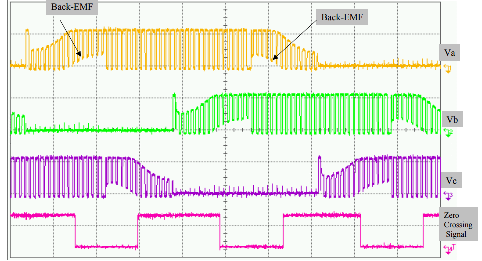 Back-EMF
Back-EMF
Va
Vb
Vc
Zero
Crossing
Signal